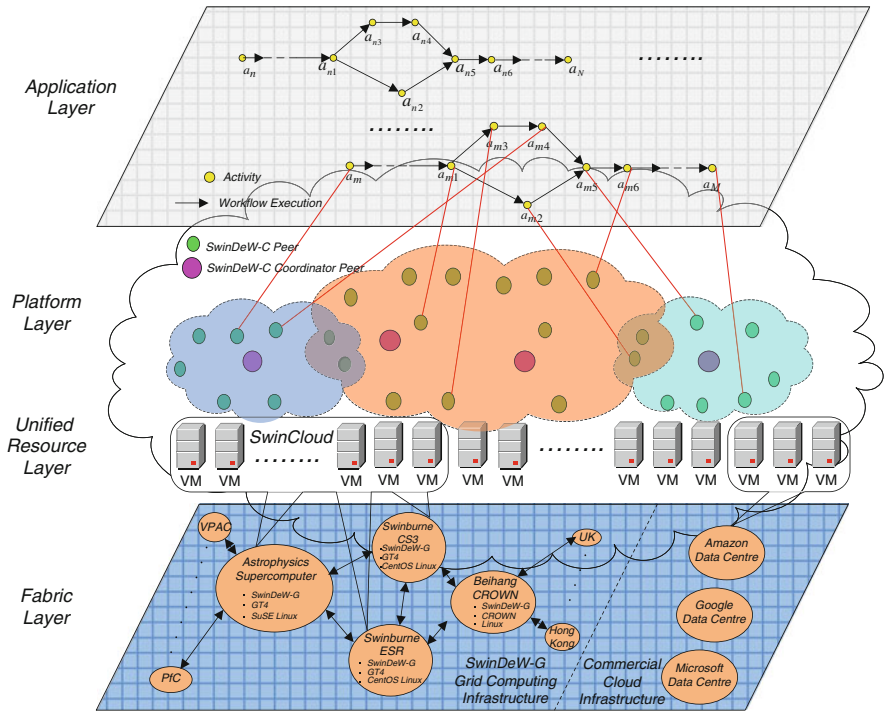 Application
Layer
a_n
a_n1
a_n3
a_n4
a_n2
a_n5
a_n6
a_N
a_m
a_m1
a_m3
a_m4
a_m2
a_m5
a_m6
a_M
Activity
Workflow Execution
SwinDeW-C Peer
SwinDeW-C Coordinator Peer
Platform
Layer
Unified
Resource
Layer
SwinCloud
VM
VM
VM
VM
VM
VM
VM
VM
VM
VM
VM
VM
VM
Fabric
Layer
VPAC
Astrophysics
Supercomputer
• SwinDeW-G
• GT4
• SuSE Linux
PfC
Swinburne
CS3
• SwinDeW-G
• GT4
• CentOS Linux
Swinburne
ESR
• SwinDeW-G
• GT4
• CentOS Linux
Beihang
CROWN
• SwinDeW-G
• CROWN
• Linux
UK
Hong
Kong
SwinDeW-G
Grid Computing
Infrastructure
Commercial
Cloud
Infrastructure
Amazon
Data Centre
Google
Data Centre
Microsoft
Data Centre